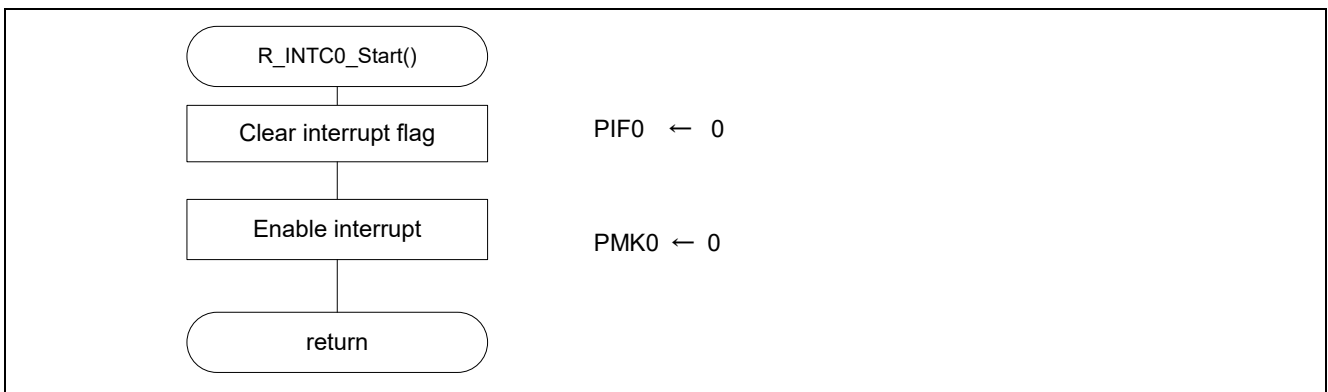 R_INTC0_Start()
Clear interrupt flag
PIF0 ← 0
Enable interrupt
PMK0 ← 0
return